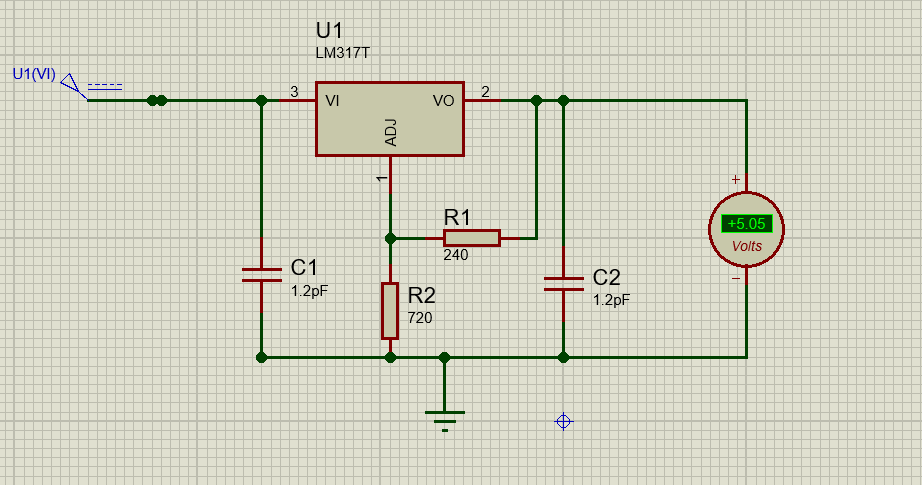 U1
LM317T
U1(VI)
3
VI
VO
2
ADJ
1
+
+5.05
Volts
−
R1
240
C1
1.2pF
R2
720
C2
1.2pF